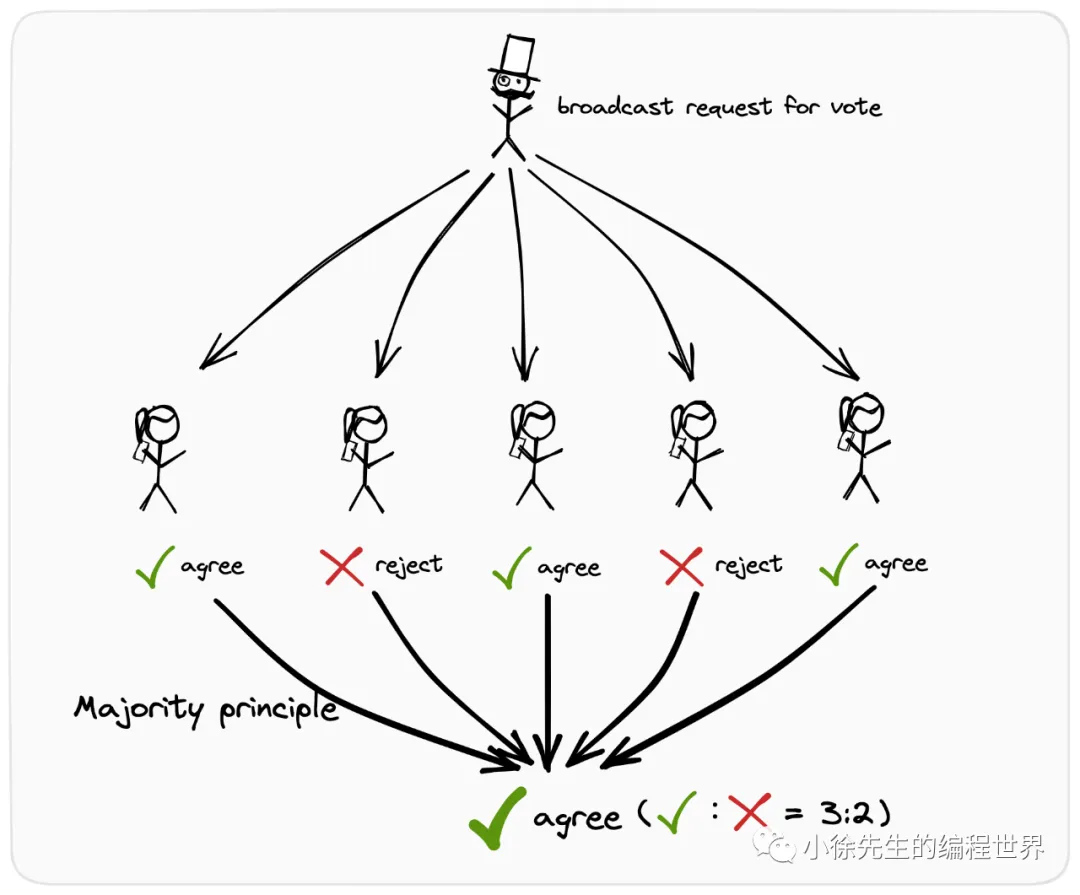 broadcast request for vote
agree reject agree reject agree
Majority principle
agree (✓ : ✗ = 3:2)
小徐先生的编程世界